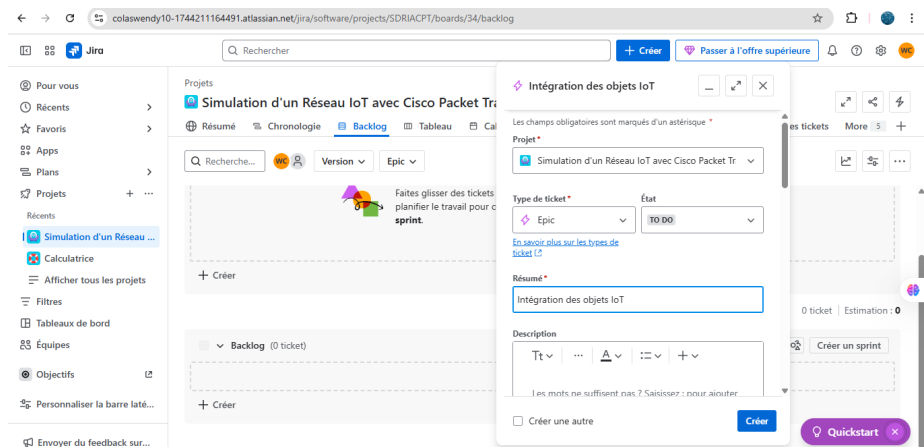 colaswendy10-1744211164491.atlassian.net/jira/software/projects/SDRIACPT/boards/34/backlog
Jira
Rechercher
Créer
Passer à l'offre supérieure
WC
Pour vous
Récents
Favoris
Apps
Plans
Projets
Récents
Simulation d'un Réseau ...
Calculatrice
Afficher tous les projets
Filtres
Tableaux de bord
Équipes
Objectifs
Personnaliser la barre laté...
Envoyer du feedback sur...
Projets
Simulation d'un Réseau IoT avec Cisco Packet Tra
Résumé
Chronologie
Backlog
Tableau
Cal
es tickets
More 5
Recherche...
WC
Version
Epic
Faites glisser des tickets
planifier le travail pour c
sprint.
Créer
0 ticket
Estimation : 0
Backlog (0 ticket)
Créer un sprint
Créer
Intégration des objets IoT
Les champs obligatoires sont marqués d'un astérisque *
Projet *
Simulation d'un Réseau IoT avec Cisco Packet Tr
Type de ticket *
État
Epic
TO DO
En savoir plus sur les types de
ticket
Résumé *
Intégration des objets IoT
Description
Tt
A
Les mots ne suffisent pas ? Saisissez : pour ajouter
Créer une autre
Créer
Quickstart